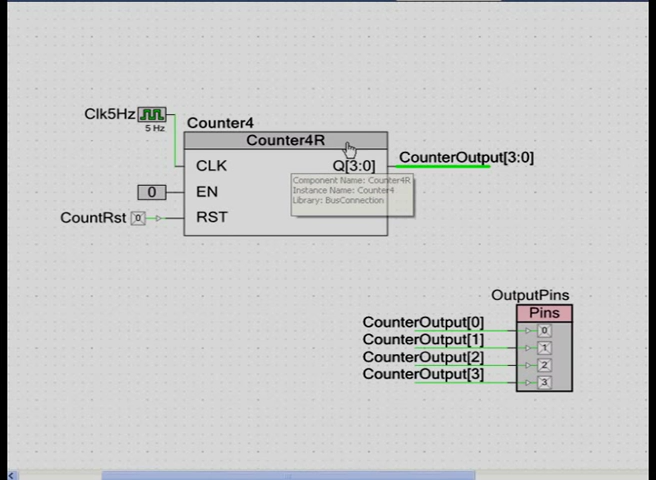 Clk5Hz
5 Hz
Counter4
Counter4R
CLK
Q[3:0]
CounterOutput[3:0]
0
EN
CountRst
0
RST
Component Name: Counter4R
Instance Name: Counter4
Library: BusConnection
OutputPins
Pins
CounterOutput[0]
0
CounterOutput[1]
1
CounterOutput[2]
2
CounterOutput[3]
3